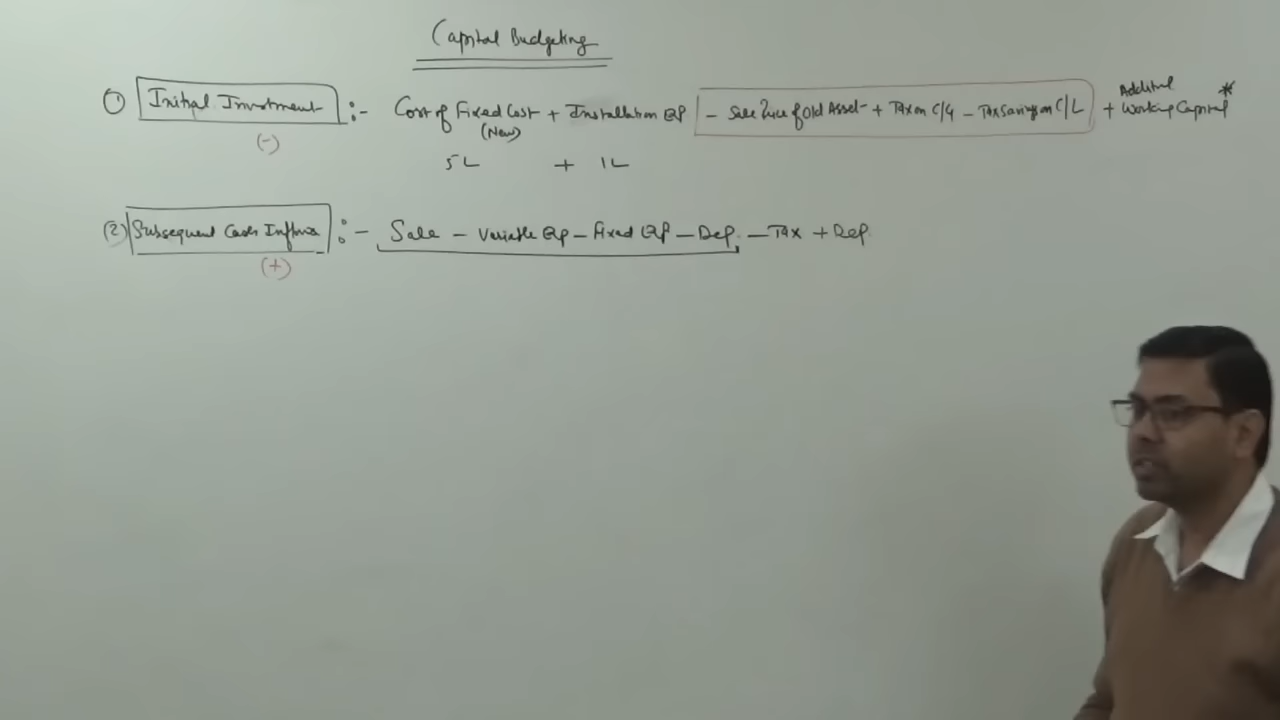 Capital Budgeting
① Initial Investment :- Cost of Fixed Cost + Installation Exp - Sale Price of Old Asset + Tax on C/G - Tax Saving on C/L + Additional Working Capital *
(-) (New)
5L + 1L
(2) Subsequent Cash Inflows :- Sale - Variable Exp - Fixed Exp - Dep. - Tax + Dep.
(+)